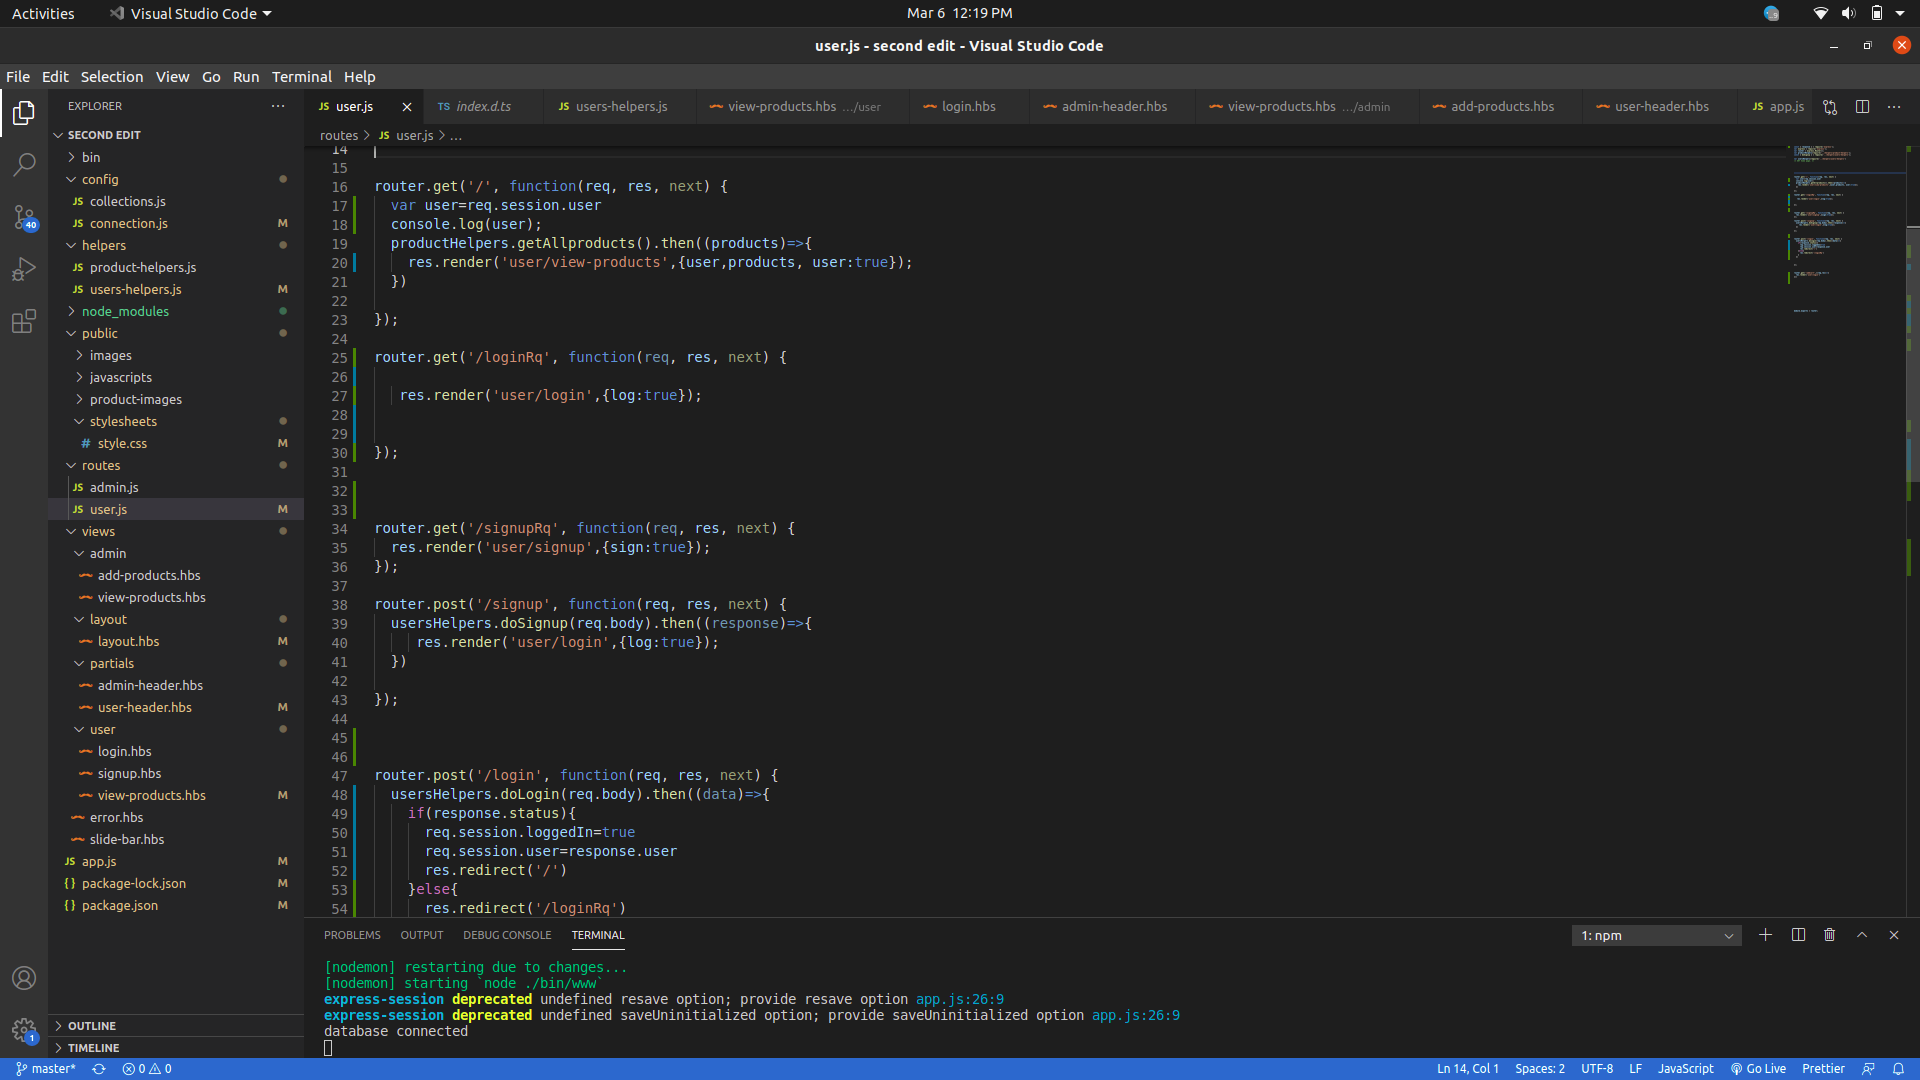 Activities Visual Studio Code Mar 6 12:19 PM
user.js - second edit - Visual Studio Code
File Edit Selection View Go Run Terminal Help
EXPLORER
SECOND EDIT
bin
config
JS collections.js
JS connection.js M
helpers
JS product-helpers.js
JS users-helpers.js M
node_modules
public
images
javascripts
product-images
stylesheets
# style.css M
routes
JS admin.js
JS user.js M
views
admin
add-products.hbs
view-products.hbs
layout
layout.hbs M
partials
admin-header.hbs
user-header.hbs M
user
login.hbs
signup.hbs
view-products.hbs M
error.hbs
slide-bar.hbs
JS app.js M
{} package-lock.json M
{} package.json M
OUTLINE
TIMELINE
40
1
JS user.js TS index.d.ts JS users-helpers.js view-products.hbs .../user login.hbs admin-header.hbs view-products.hbs .../admin add-products.hbs user-header.hbs JS app.js
routes > JS user.js > ...
14
15
16 router.get('/', function(req, res, next) {
17 var user=req.session.user
18 console.log(user);
19 productHelpers.getAllproducts().then((products)=>{
20 res.render('user/view-products',{user,products, user:true});
21 })
22
23 });
24
25 router.get('/loginRq', function(req, res, next) {
26
27 res.render('user/login',{log:true});
28
29
30 });
31
32
33
34 router.get('/signupRq', function(req, res, next) {
35 res.render('user/signup',{sign:true});
36 });
37
38 router.post('/signup', function(req, res, next) {
39 usersHelpers.doSignup(req.body).then((response)=>{
40 res.render('user/login',{log:true});
41 })
42
43 });
44
45
46
47 router.post('/login', function(req, res, next) {
48 usersHelpers.doLogin(req.body).then((data)=>{
49 if(response.status){
50 req.session.loggedIn=true
51 req.session.user=response.user
52 res.redirect('/')
53 }else{
54 res.redirect('/loginRq')
PROBLEMS OUTPUT DEBUG CONSOLE TERMINAL 1: npm
[nodemon] restarting due to changes...
[nodemon] starting `node ./bin/www`
express-session deprecated undefined resave option; provide resave option app.js:26:9
express-session deprecated undefined saveUninitialized option; provide saveUninitialized option app.js:26:9
database connected
master* 0 0 Ln 14, Col 1 Spaces: 2 UTF-8 LF JavaScript Go Live Prettier